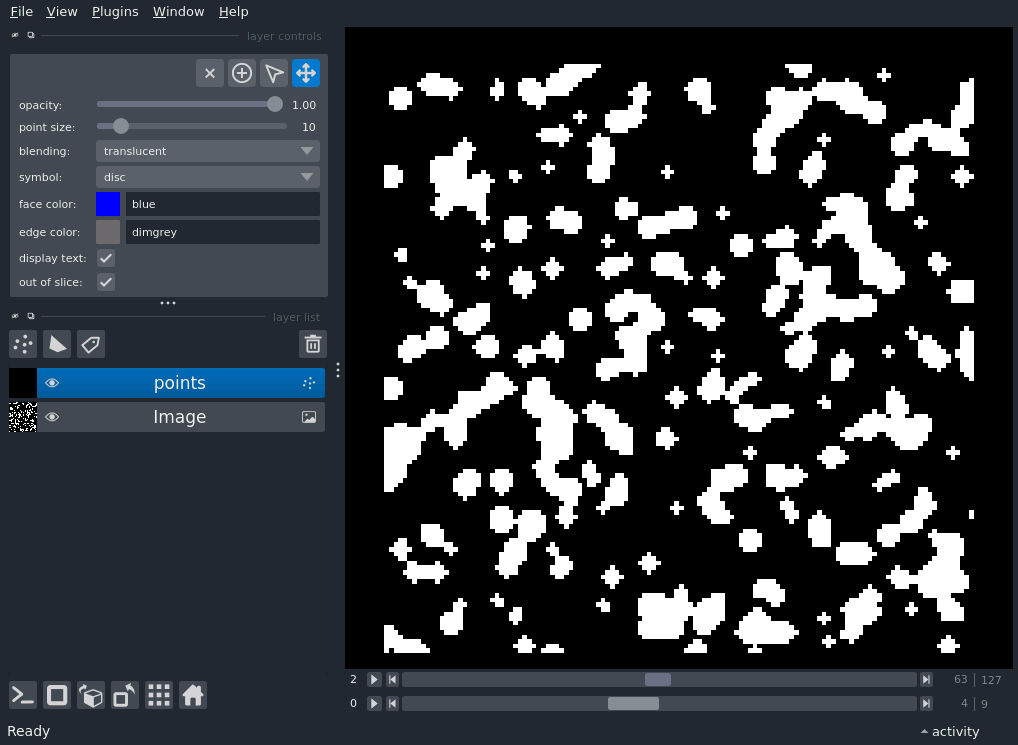 File View Plugins Window Help
layer controls
opacity: 1.00
point size: 10
blending: translucent
symbol: disc
face color: blue
edge color: dimgrey
display text:
out of slice:
layer list
points
Image
2 63 127
0 4 9
Ready activity